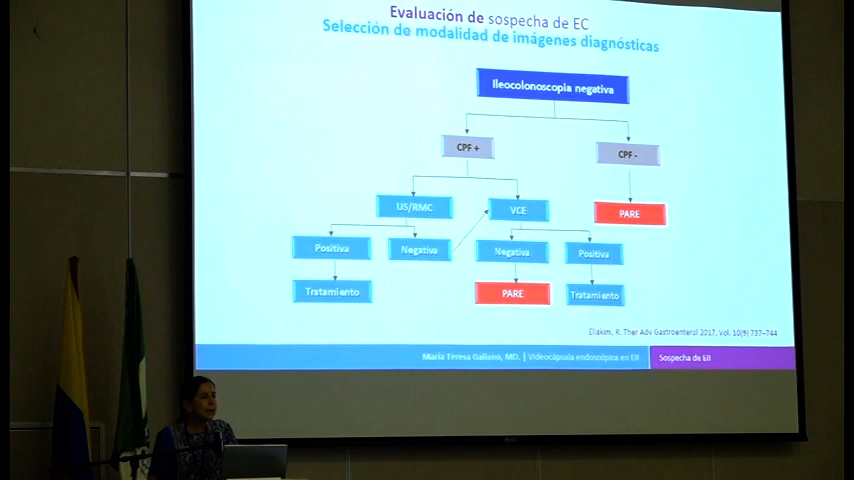 Evaluación de sospecha de EC
Selección de modalidad de imágenes diagnósticas
Ileocolonoscopia negativa
CPF +
CPF -
US/RMC
VCE
PARE
Positiva
Negativa
Negativa
Positiva
Tratamiento
PARE
Tratamiento
Eliakim, R. Ther Adv Gastroenterol 2017, Vol. 10(9) 737–744
María Teresa Galiano, MD. | Videocápsula endoscópica en EII
Sospecha de EII